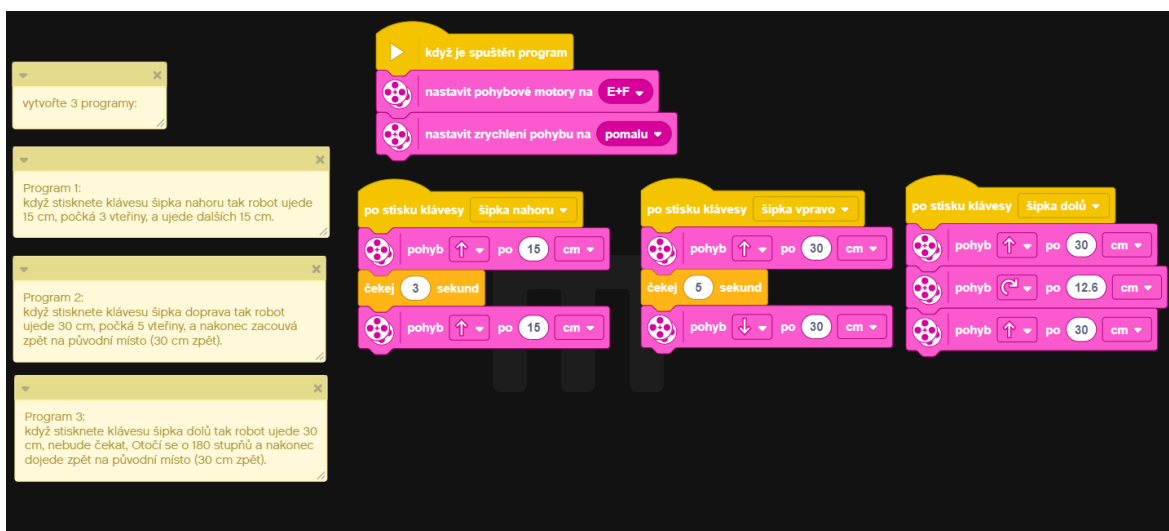 vytvořte 3 programy:
Program 1:
když stisknete klávesu šipka nahoru tak robot ujede
15 cm, počká 3 vteřiny, a ujede dalších 15 cm.
Program 2:
když stisknete klávesu šipka doprava tak robot
ujede 30 cm, počká 5 vteřiny, a nakonec zacouvá
zpět na původní místo (30 cm zpět).
Program 3:
když stisknete klávesu šipka dolů tak robot ujede 30
cm, nebude čekat, Otočí se o 180 stupňů a nakonec
dojede zpět na původní místo (30 cm zpět).
když je spuštěn program
nastavit pohybové motory na E+F
nastavit zrychlení pohybu na pomalu
po stisku klávesy šipka nahoru
pohyb po 15 cm
čekej 3 sekund
pohyb po 15 cm
po stisku klávesy šipka vpravo
pohyb po 30 cm
čekej 5 sekund
pohyb po 30 cm
po stisku klávesy šipka dolů
pohyb po 30 cm
pohyb po 12.6 cm
pohyb po 30 cm